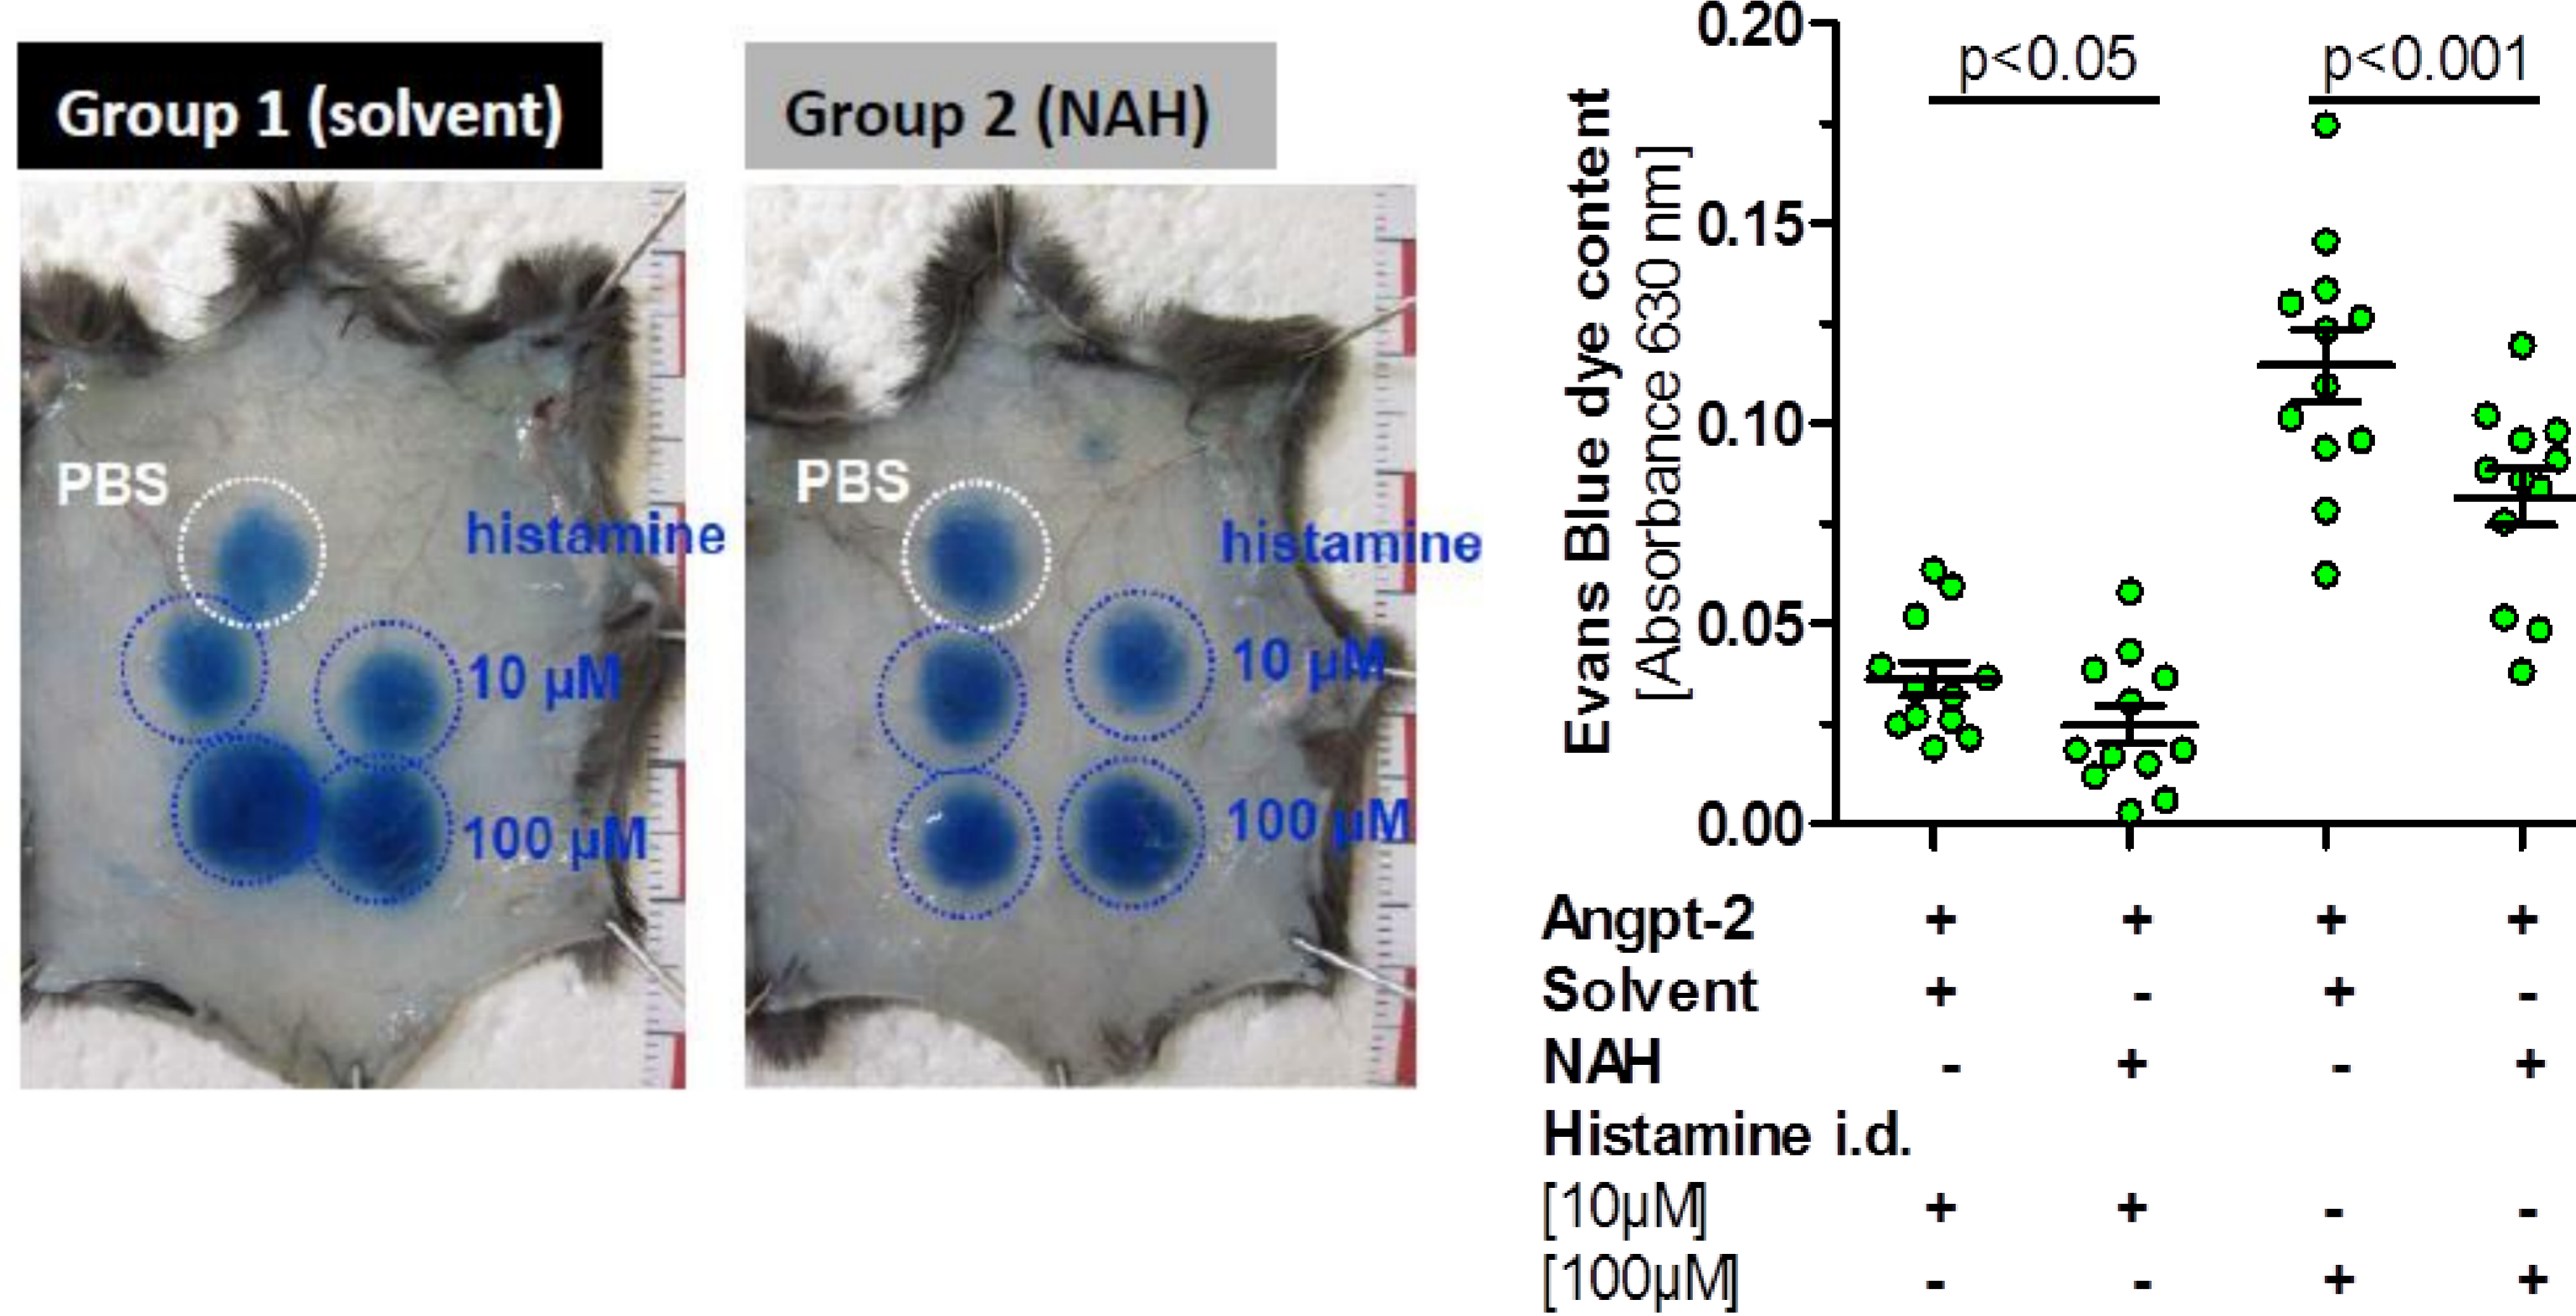 Group 1 (solvent)
Group 2 (NAH)
PBS
histamine
10 µM
100 µM
PBS
histamine
10 µM
100 µM
Evans Blue dye content
[Absorbance 630 nm]
0.20
0.15
0.10
0.05
0.00
p<0.05
p<0.001
Angpt-2 + + + +
Solvent + - + -
NAH - + - +
Histamine i.d.
[10µM] + + - -
[100µM] - - + +